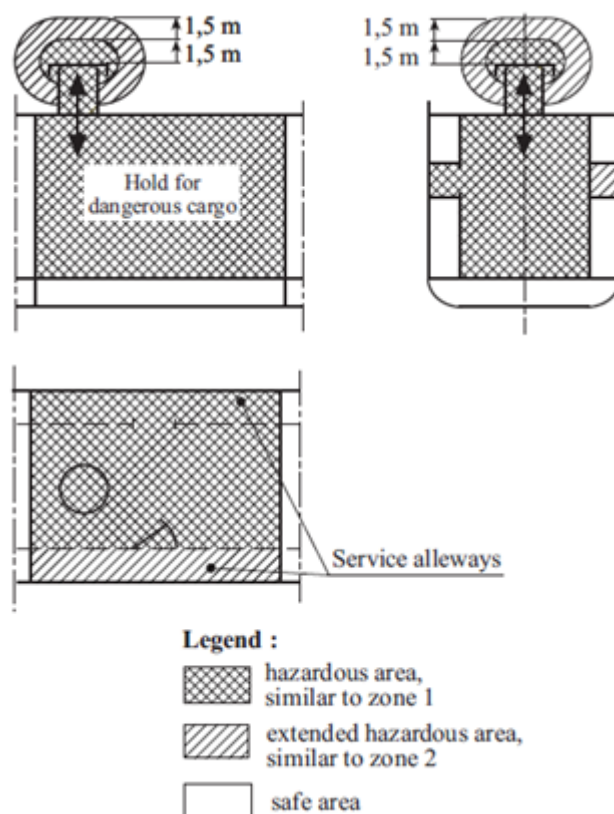 1,5 m
1,5 m
1,5 m
1,5 m
Hold for
dangerous cargo
Service alleways
Legend :
hazardous area,
similar to zone 1
extended hazardous area,
similar to zone 2
safe area